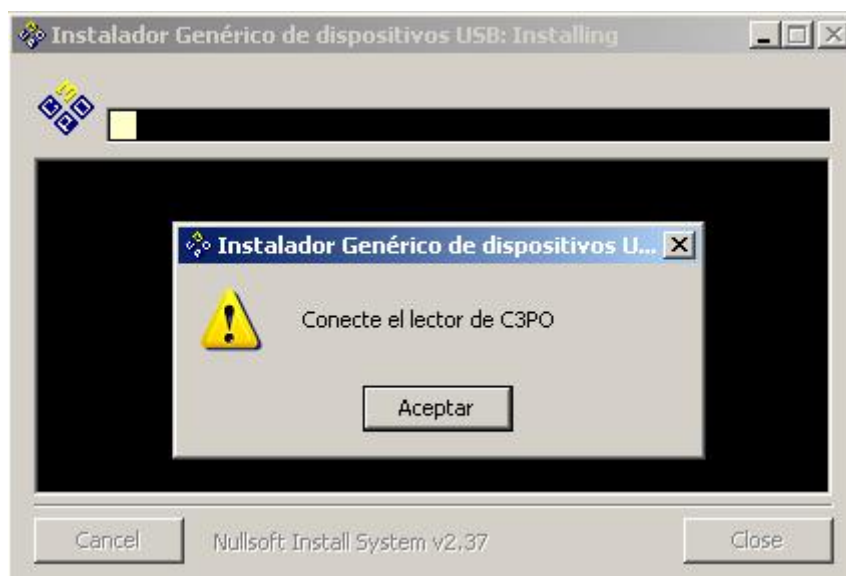 Instalador Genérico de dispositivos USB: Installing
Instalador Genérico de dispositivos U...
Conecte el lector de C3PO
Aceptar
Cancel
Nullsoft Install System v2.37
Close